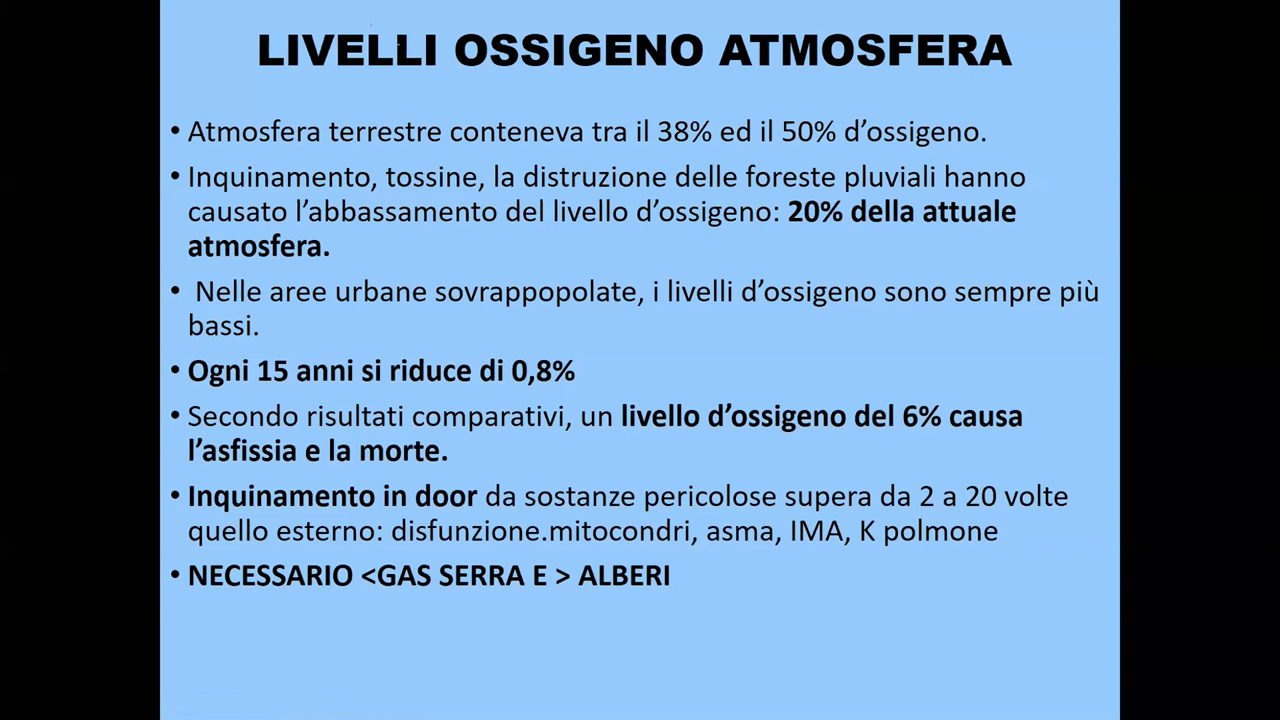 LIVELLI OSSIGENO ATMOSFERA
• Atmosfera terrestre conteneva tra il 38% ed il 50% d’ossigeno.
• Inquinamento, tossine, la distruzione delle foreste pluviali hanno
causato l’abbassamento del livello d’ossigeno: 20% della attuale
atmosfera.
• Nelle aree urbane sovrappopolate, i livelli d’ossigeno sono sempre più
bassi.
• Ogni 15 anni si riduce di 0,8%
• Secondo risultati comparativi, un livello d’ossigeno del 6% causa
l’asfissia e la morte.
• Inquinamento in door da sostanze pericolose supera da 2 a 20 volte
quello esterno: disfunzione.mitocondri, asma, IMA, K polmone
• NECESSARIO <GAS SERRA E > ALBERI